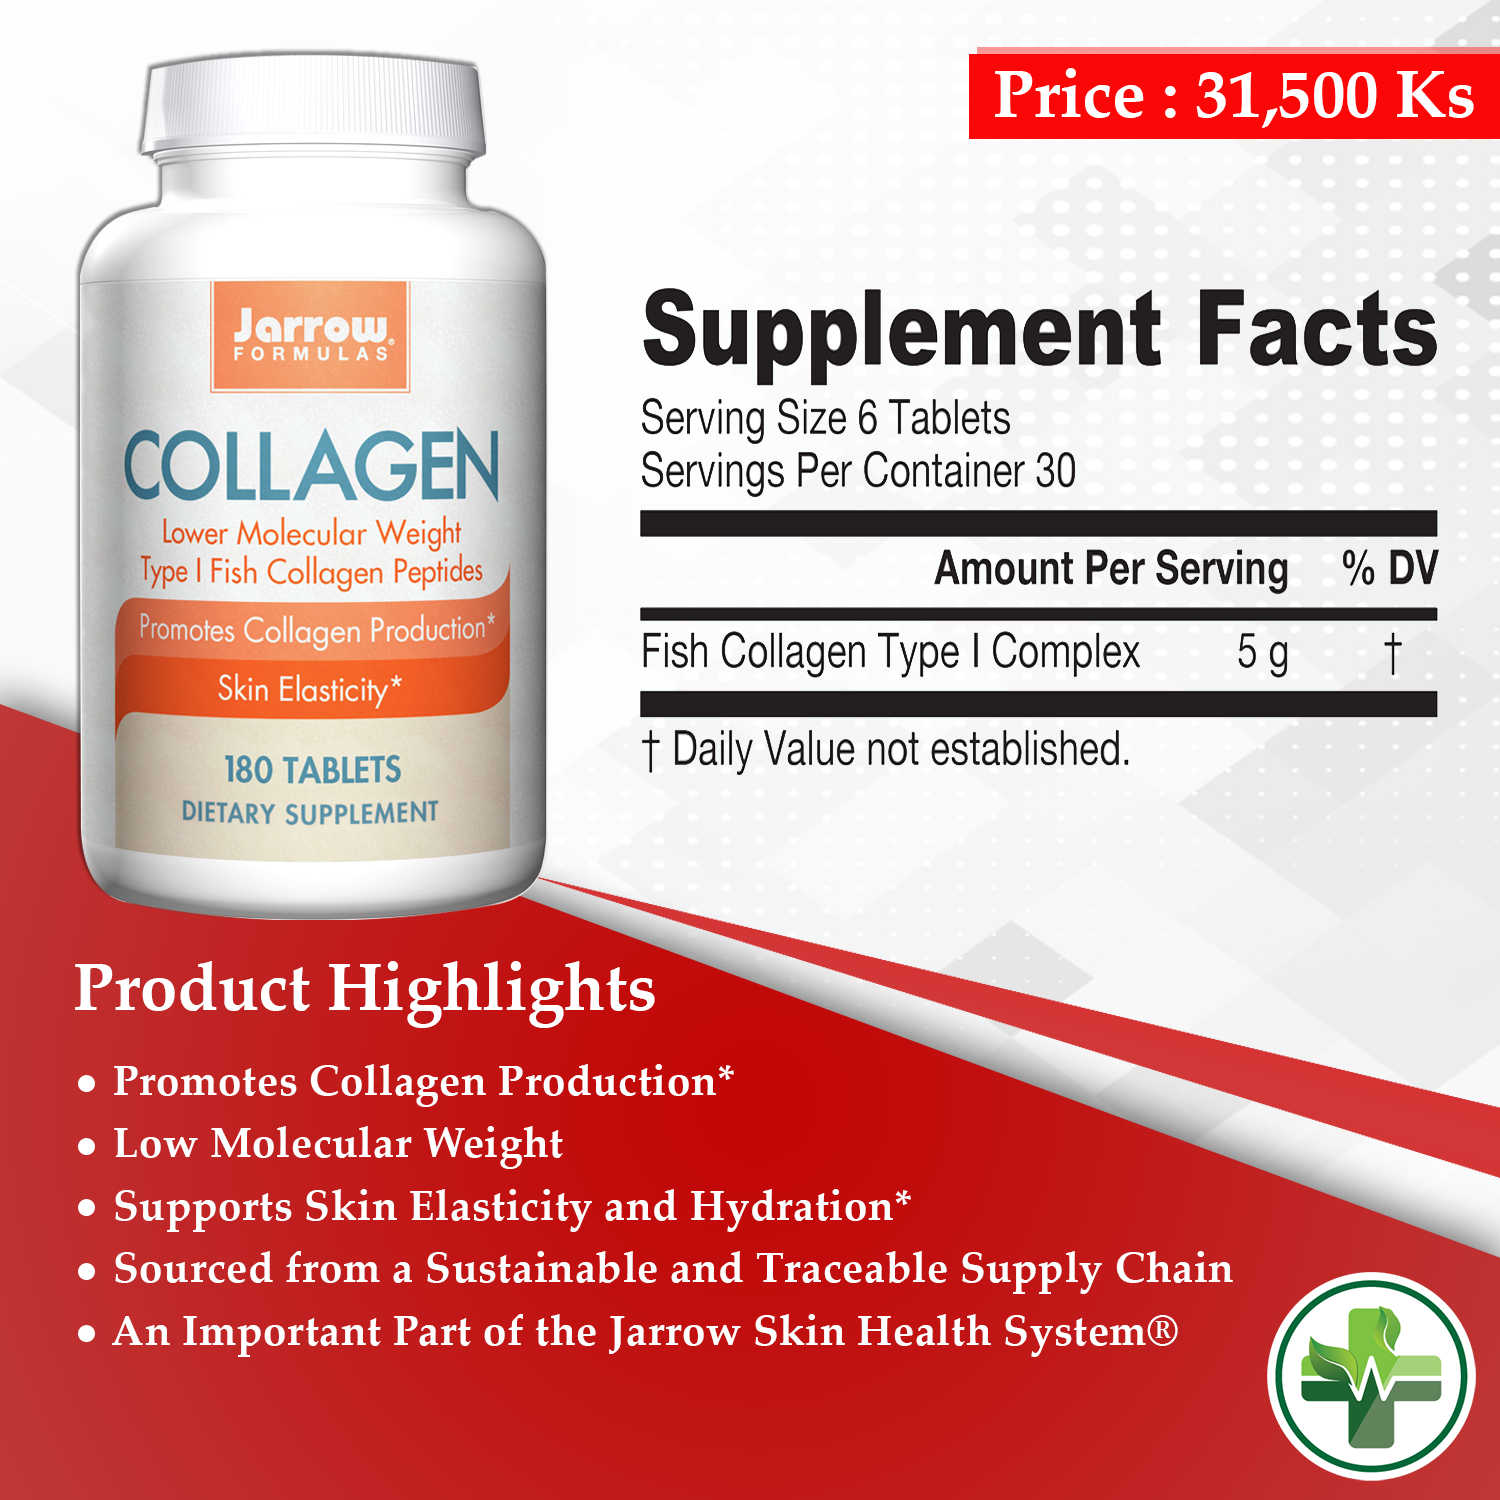 Price : 31,500 Ks
Jarrow®
FORMULAS
COLLAGEN
Lower Molecular Weight
Type I Fish Collagen Peptides
Promotes Collagen Production*
Skin Elasticity*
180 TABLETS
DIETARY SUPPLEMENT
Supplement Facts
Serving Size 6 Tablets
Servings Per Container 30
Amount Per Serving % DV
Fish Collagen Type I Complex 5 g †
† Daily Value not established.
Product Highlights
● Promotes Collagen Production*
● Low Molecular Weight
● Supports Skin Elasticity and Hydration*
● Sourced from a Sustainable and Traceable Supply Chain
● An Important Part of the Jarrow Skin Health System®